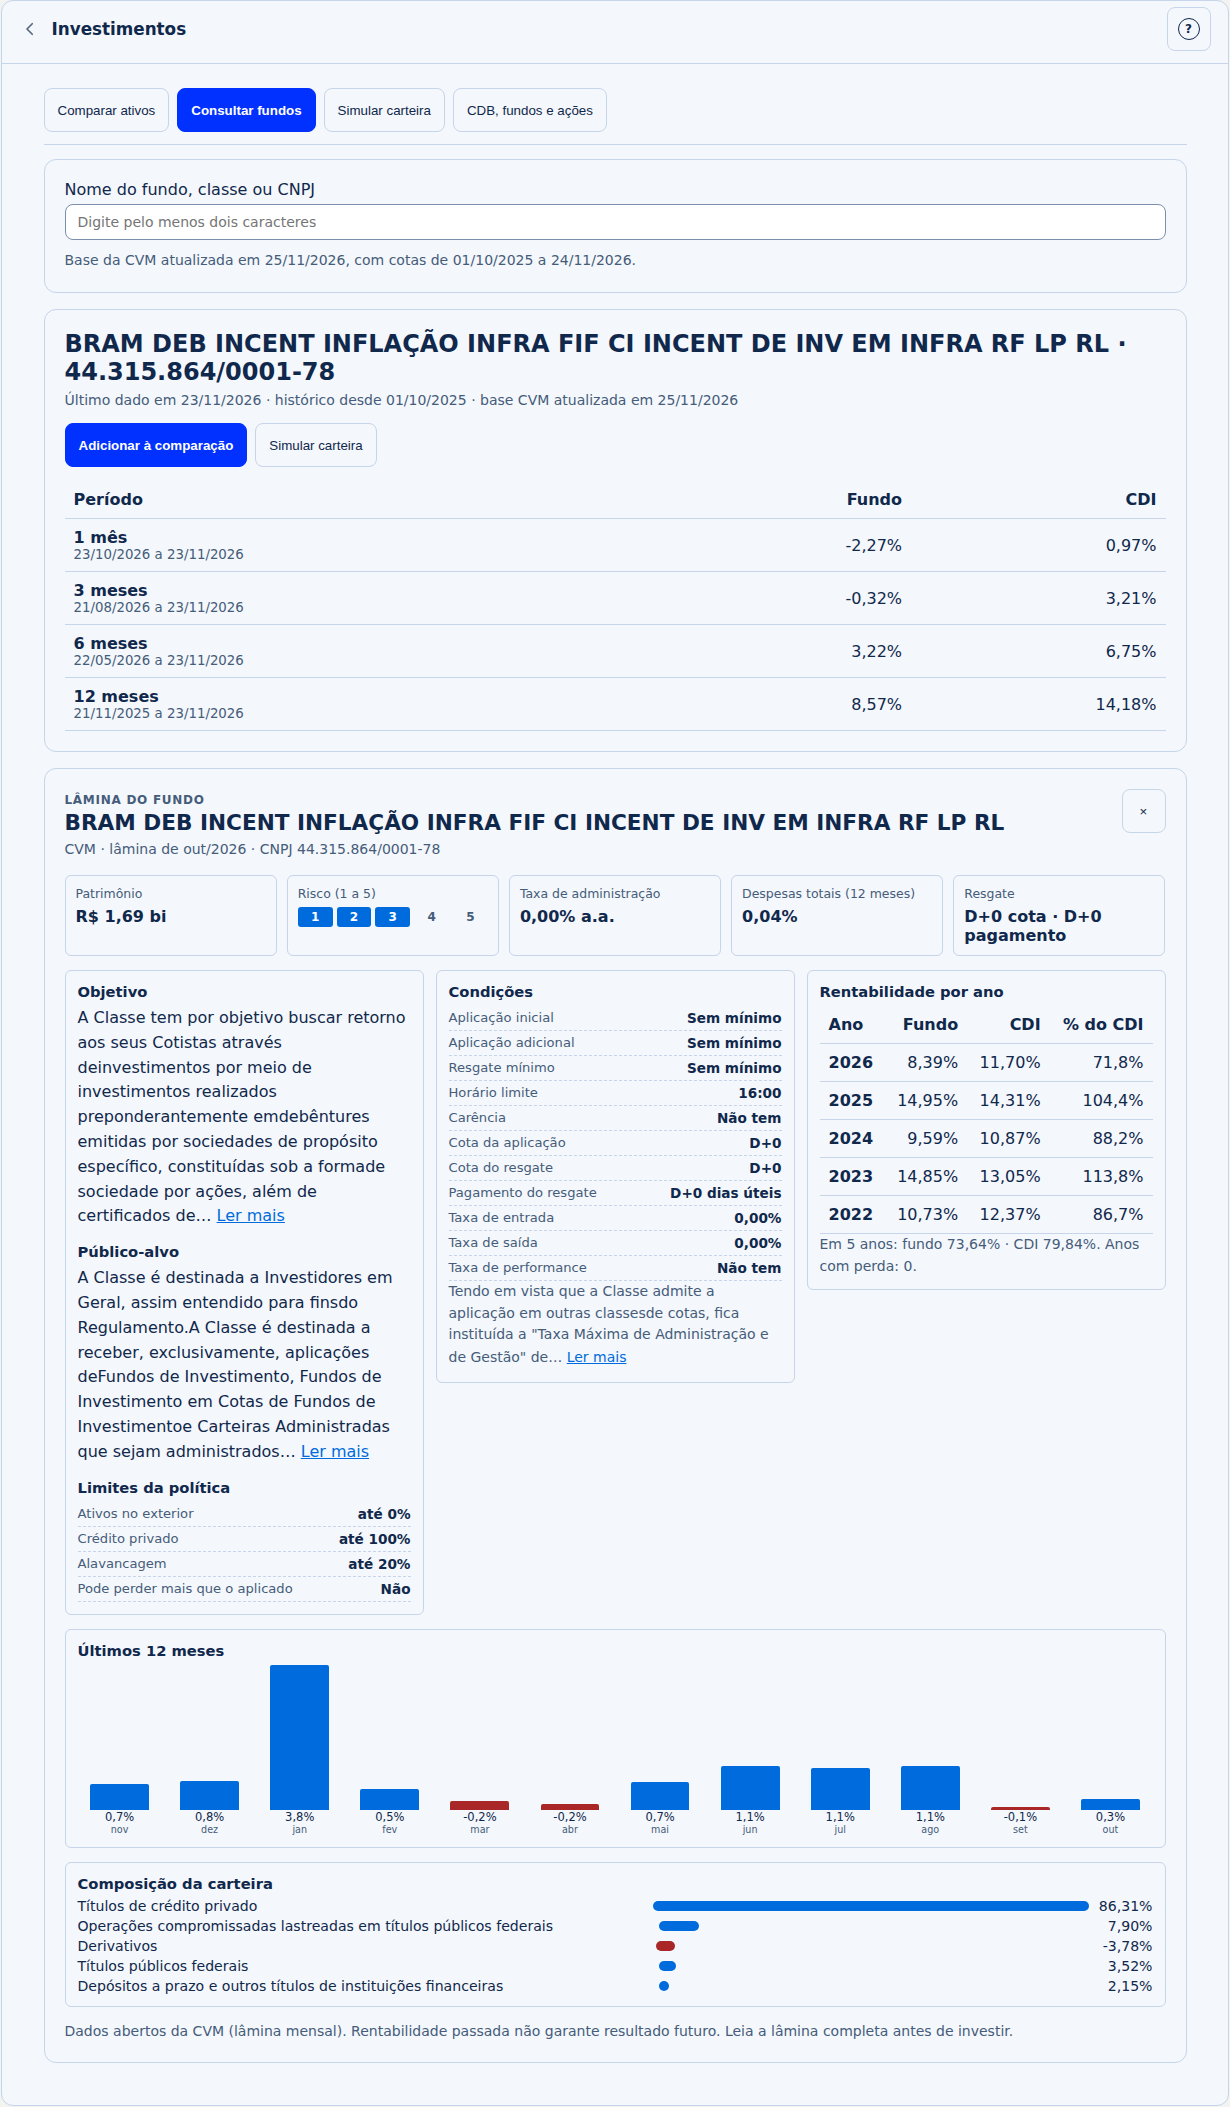 Investimentos
?
Comparar ativos
Consultar fundos
Simular carteira
CDB, fundos e ações
Nome do fundo, classe ou CNPJ
Digite pelo menos dois caracteres
Base da CVM atualizada em 25/11/2026, com cotas de 01/10/2025 a 24/11/2026.
BRAM DEB INCENT INFLAÇÃO INFRA FIF CI INCENT DE INV EM INFRA RF LP RL ·
44.315.864/0001-78
Último dado em 23/11/2026 · histórico desde 01/10/2025 · base CVM atualizada em 25/11/2026
Adicionar à comparação
Simular carteira
Período Fundo CDI
1 mês
23/10/2026 a 23/11/2026
-2,27% 0,97%
3 meses
21/08/2026 a 23/11/2026
-0,32% 3,21%
6 meses
22/05/2026 a 23/11/2026
3,22% 6,75%
12 meses
21/11/2025 a 23/11/2026
8,57% 14,18%
LÂMINA DO FUNDO
BRAM DEB INCENT INFLAÇÃO INFRA FIF CI INCENT DE INV EM INFRA RF LP RL
×
CVM · lâmina de out/2026 · CNPJ 44.315.864/0001-78
Patrimônio
R$ 1,69 bi
Risco (1 a 5)
1 2 3 4 5
Taxa de administração
0,00% a.a.
Despesas totais (12 meses)
0,04%
Resgate
D+0 cota · D+0
pagamento
Objetivo
A Classe tem por objetivo buscar retorno
aos seus Cotistas através
deinvestimentos por meio de
investimentos realizados
preponderantemente emdebêntures
emitidas por sociedades de propósito
específico, constituídas sob a formade
sociedade por ações, além de
certificados de… Ler mais
Público-alvo
A Classe é destinada a Investidores em
Geral, assim entendido para finsdo
Regulamento.A Classe é destinada a
receber, exclusivamente, aplicações
deFundos de Investimento, Fundos de
Investimento em Cotas de Fundos de
Investimentoe Carteiras Administradas
que sejam administrados… Ler mais
Limites da política
Ativos no exterior até 0%
Crédito privado até 100%
Alavancagem até 20%
Pode perder mais que o aplicado Não
Condições
Aplicação inicial Sem mínimo
Aplicação adicional Sem mínimo
Resgate mínimo Sem mínimo
Horário limite 16:00
Carência Não tem
Cota da aplicação D+0
Cota do resgate D+0
Pagamento do resgate D+0 dias úteis
Taxa de entrada 0,00%
Taxa de saída 0,00%
Taxa de performance Não tem
Tendo em vista que a Classe admite a
aplicação em outras classesde cotas, fica
instituída a "Taxa Máxima de Administração e
de Gestão" de… Ler mais
Rentabilidade por ano
Ano Fundo CDI % do CDI
2026 8,39% 11,70% 71,8%
2025 14,95% 14,31% 104,4%
2024 9,59% 10,87% 88,2%
2023 14,85% 13,05% 113,8%
2022 10,73% 12,37% 86,7%
Em 5 anos: fundo 73,64% · CDI 79,84%. Anos
com perda: 0.
Últimos 12 meses
0,7% 0,8% 3,8% 0,5% -0,2% -0,2% 0,7% 1,1% 1,1% 1,1% -0,1% 0,3%
nov dez jan fev mar abr mai jun jul ago set out
Composição da carteira
Títulos de crédito privado 86,31%
Operações compromissadas lastreadas em títulos públicos federais 7,90%
Derivativos -3,78%
Títulos públicos federais 3,52%
Depósitos a prazo e outros títulos de instituições financeiras 2,15%
Dados abertos da CVM (lâmina mensal). Rentabilidade passada não garante resultado futuro. Leia a lâmina completa antes de investir.